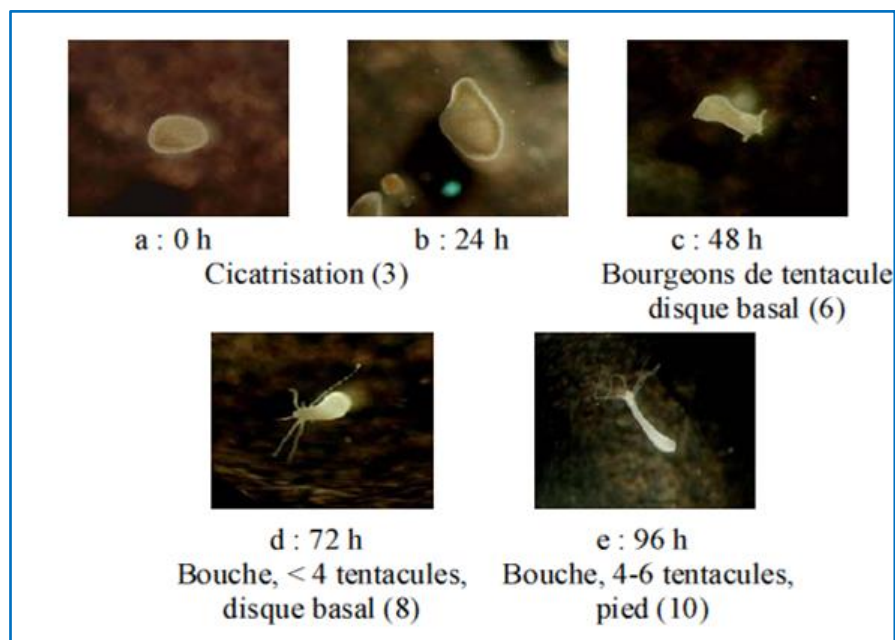 a : 0 h
b : 24 h
c : 48 h
Cicatrisation (3)
Bourgeons de tentacule
disque basal (6)
d : 72 h
e : 96 h
Bouche, < 4 tentacules,
disque basal (8)
Bouche, 4-6 tentacules,
pied (10)